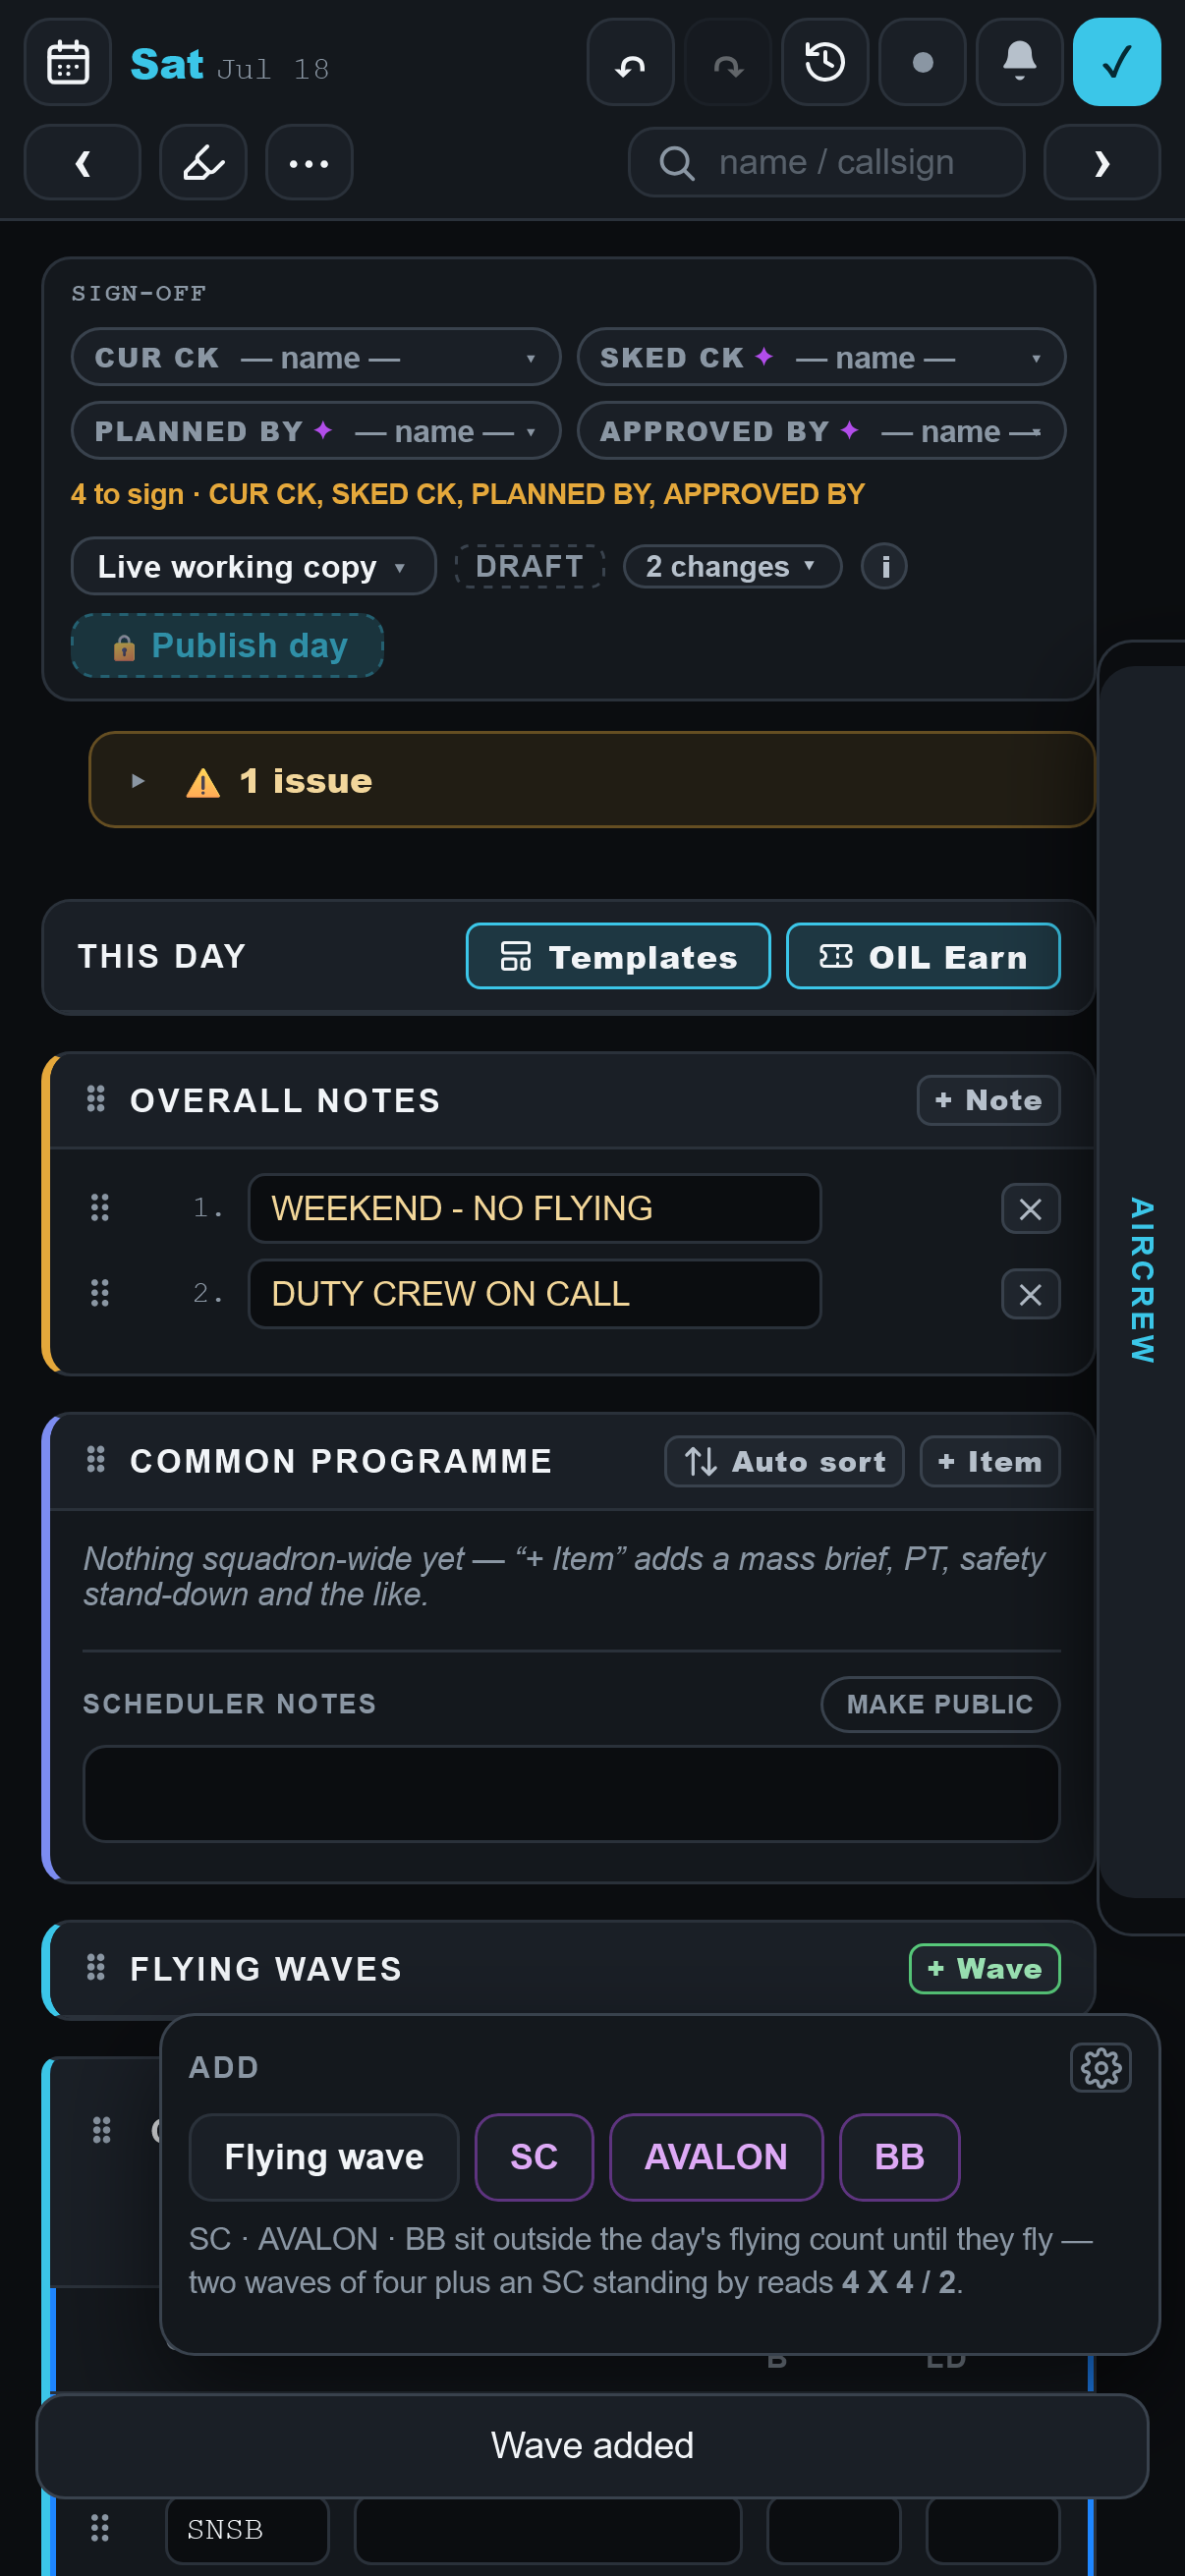 Sat Jul 18
name / callsign
SIGN-OFF
CUR CK — name —
SKED CK — name —
PLANNED BY — name —
APPROVED BY — name —
4 to sign · CUR CK, SKED CK, PLANNED BY, APPROVED BY
Live working copy
DRAFT
2 changes
i
Publish day
1 issue
THIS DAY
Templates
OIL Earn
OVERALL NOTES
+ Note
1. WEEKEND - NO FLYING
2. DUTY CREW ON CALL
AIRCREW
COMMON PROGRAMME
Auto sort
+ Item
Nothing squadron-wide yet — “+ Item” adds a mass brief, PT, safety
stand-down and the like.
SCHEDULER NOTES
MAKE PUBLIC
FLYING WAVES
+ Wave
ADD
Flying wave
SC
AVALON
BB
SC · AVALON · BB sit outside the day's flying count until they fly —
two waves of four plus an SC standing by reads 4 X 4 / 2.
Wave added
SNSB